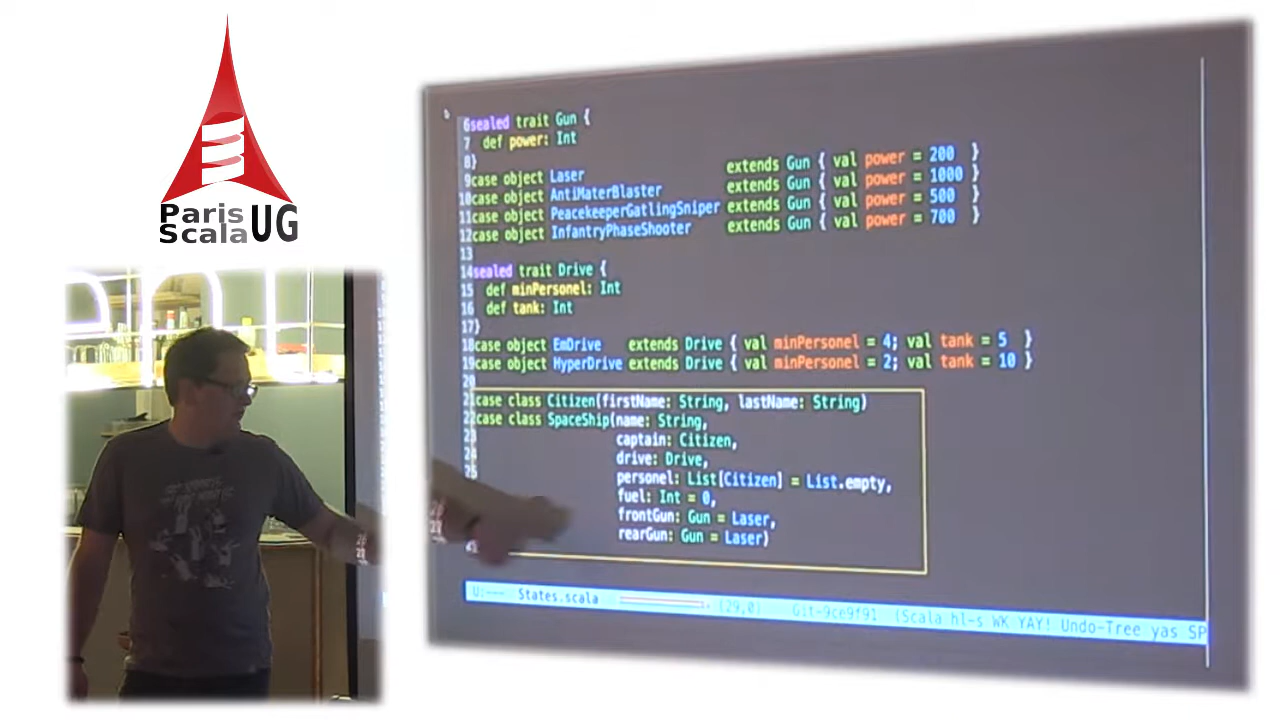 Paris
Scala UG
6sealed trait Gun {
7 def power: Int
8}
9case object Laser extends Gun { val power = 200 }
10case object AntiMaterBlaster extends Gun { val power = 1000 }
11case object PeacekeeperGatlingSniper extends Gun { val power = 500 }
12case object InfantryPhaseShooter extends Gun { val power = 700 }
13
14sealed trait Drive {
15 def minPersonel: Int
16 def tank: Int
17}
18case object EmDrive extends Drive { val minPersonel = 4; val tank = 5 }
19case object HyperDrive extends Drive { val minPersonel = 2; val tank = 10 }
20
21case class Citizen(firstName: String, lastName: String)
22case class SpaceShip(name: String,
23 captain: Citizen,
24 drive: Drive,
25 personel: List[Citizen] = List.empty,
fuel: Int = 0,
frontGun: Gun = Laser,
rearGun: Gun = Laser)
U:--- States.scala (29,0) Git-9ce9f91 (Scala hl-s WK YAY! Undo-Tree yas SP